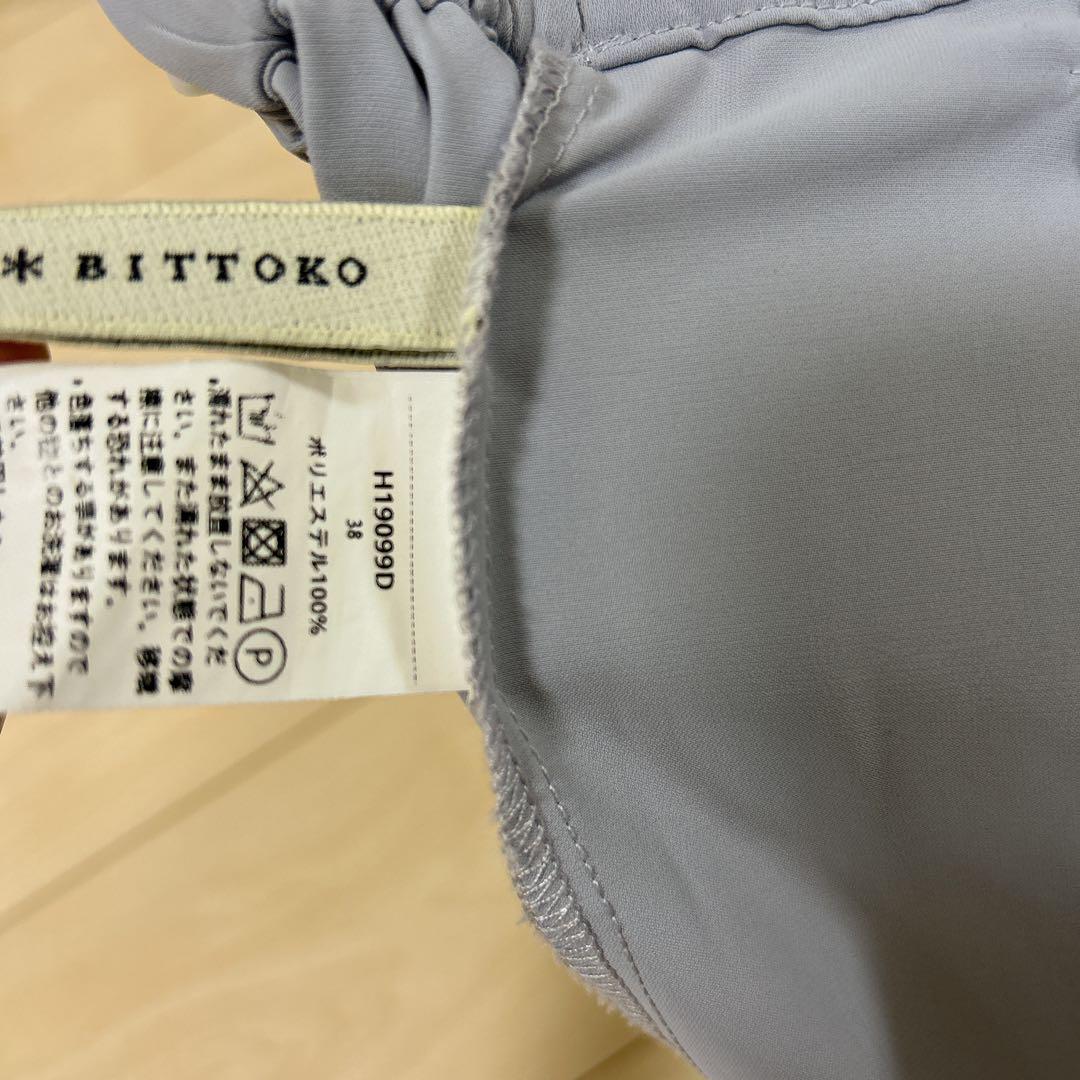 BITTOKO
H19099D
38
ポリエステル100%
P
・濡れたまま放置しないでくだ
さい。また濡れた状態での摩
擦に注意してください。移染
する恐れがあります。
・色落ちする事がありますので
他の物とのお洗濯はお控え下
さい。